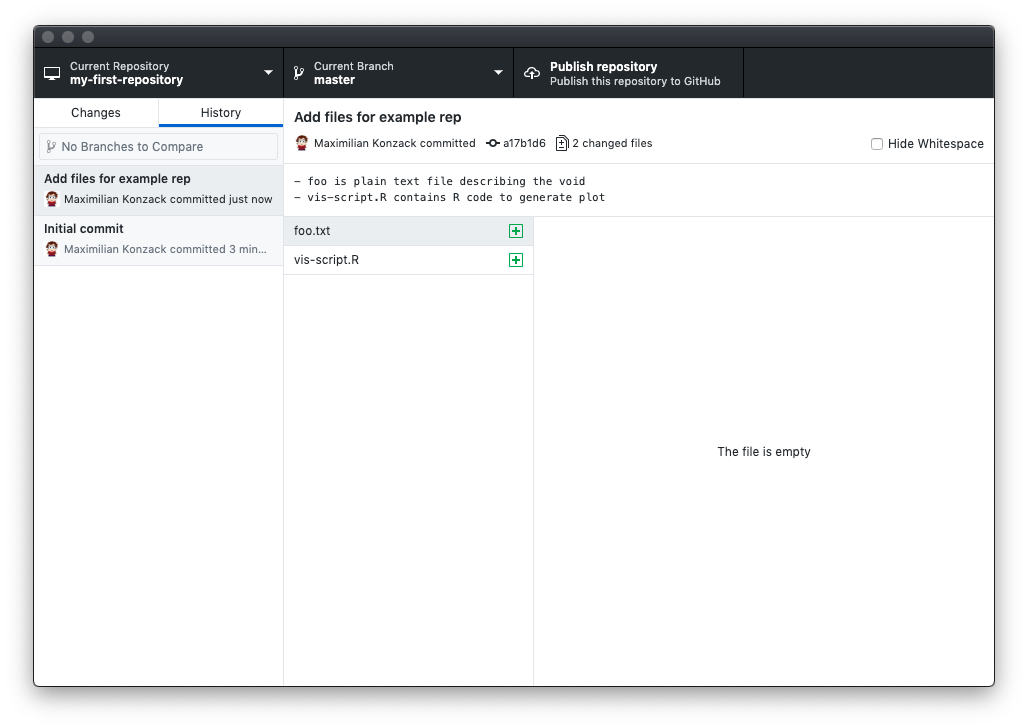 Current Repository
my-first-repository
Current Branch
master
Publish repository
Publish this repository to GitHub
Changes
History
No Branches to Compare
Add files for example rep
Maximilian Konzack committed just now
Initial commit
Maximilian Konzack committed 3 min...
Add files for example rep
Maximilian Konzack committed a17b1d6 2 changed files
Hide Whitespace
– foo is plain text file describing the void
– vis-script.R contains R code to generate plot
foo.txt
vis-script.R
The file is empty